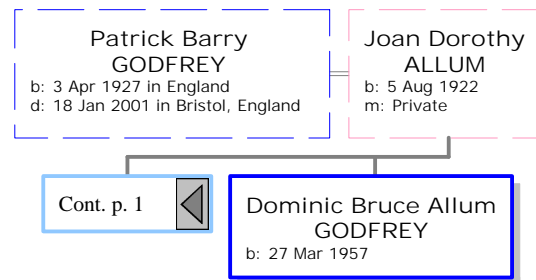 Patrick Barry
GODFREY
b: 3 Apr 1927 in England
d: 18 Jan 2001 in Bristol, England
Joan Dorothy
ALLUM
b: 5 Aug 1922
m: Private
Cont. p. 1
Dominic Bruce Allum
GODFREY
b: 27 Mar 1957